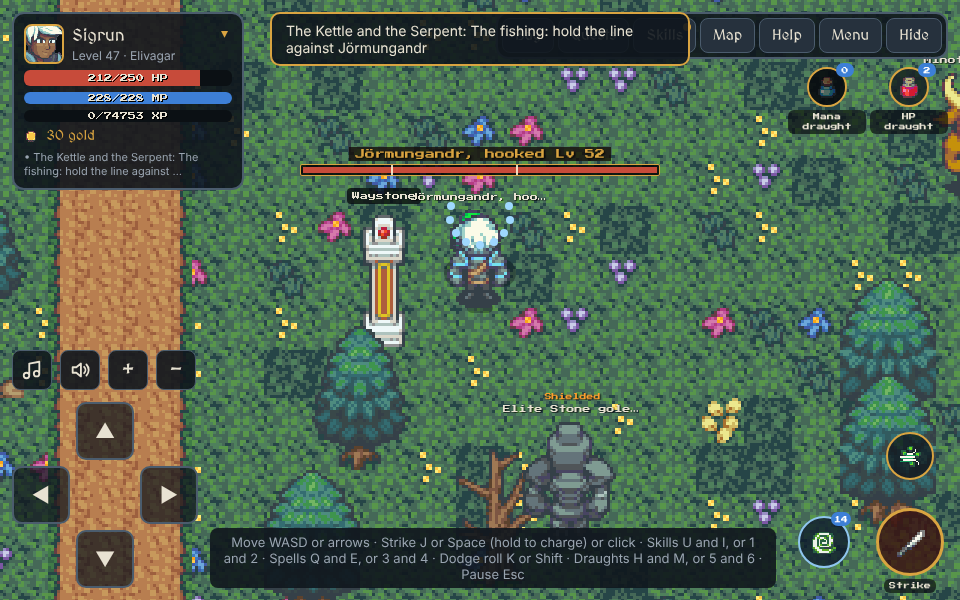 Sigrun
Level 47 · Elivagar
212/250 HP
228/228 MP
0/74753 XP
30 gold
• The Kettle and the Serpent: The
fishing: hold the line against ...
The Kettle and the Serpent: The fishing: hold the line
against Jörmungandr
Skills
Map
Help
Menu
Hide
0
Mana
draught
2
HP
draught
Jörmungandr, hooked Lv 52
Waystone
Jörmungandr, hoo…
Shielded
Elite Stone gole…
14
Strike
Move WASD or arrows · Strike J or Space (hold to charge) or click · Skills U and I, or 1
and 2 · Spells Q and E, or 3 and 4 · Dodge roll K or Shift · Draughts H and M, or 5 and 6 ·
Pause Esc